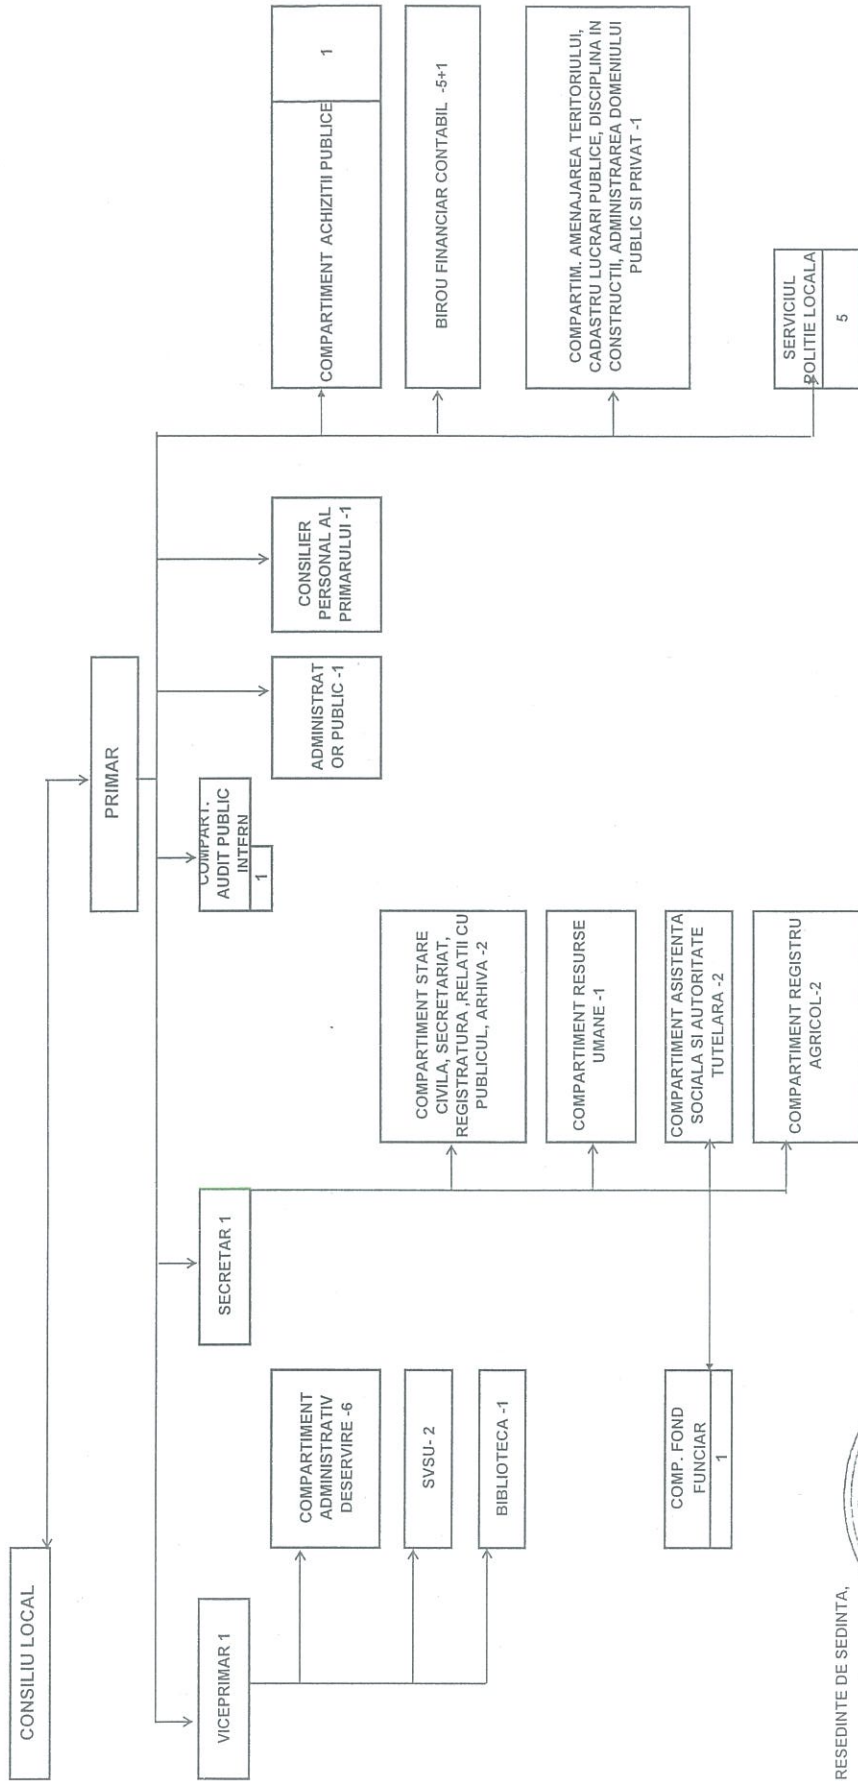 CONSILIU LOCAL
PRIMAR
VICEPRIMAR 1
SECRETAR 1
COMPART.
AUDIT PUBLIC
INTERN
1
ADMINISTRAT
OR PUBLIC -1
CONSILIER
PERSONAL AL
PRIMARULUI -1
COMPARTIMENT ACHIZITII PUBLICE
1
BIROU FINANCIAR CONTABIL -5+1
COMPARTIM. AMENAJAREA TERITORIULUI,
CADASTRU LUCRARI PUBLICE, DISCIPLINA IN
CONSTRUCTII, ADMINISTRAREA DOMENIULUI
PUBLIC SI PRIVAT -1
SERVICIUL
POLITIE LOCALA
5
COMPARTIMENT
ADMINISTRATIV
DESERVIRE -6
SVSU- 2
BIBLIOTECA -1
COMPARTIMENT STARE
CIVILA, SECRETARIAT,
REGISTRATURA ,RELATII CU
PUBLICUL, ARHIVA -2
COMPARTIMENT RESURSE
UMANE -1
COMPARTIMENT ASISTENTA
SOCIALA SI AUTORITATE
TUTELARA -2
COMPARTIMENT REGISTRU
AGRICOL-2
COMP. FOND
FUNCIAR
1
RESEDINTE DE SEDINTA,